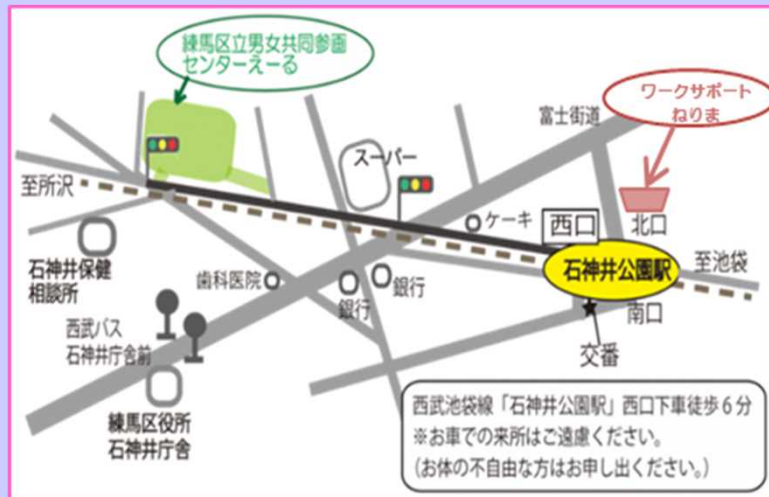 練馬区立男女共同参画
センターえーる
ワークサポート
ねりま
富士街道
スーパー
至所沢
ケーキ
西口
北口
石神井公園駅
至池袋
石神井保健
相談所
歯科医院
銀行
銀行
南口
西武バス
石神井庁舎前
交番
練馬区役所
石神井庁舎
西武池袋線「石神井公園駅」西口下車徒歩6分
※お車での来所はご遠慮ください。
(お体の不自由な方はお申し出ください。)